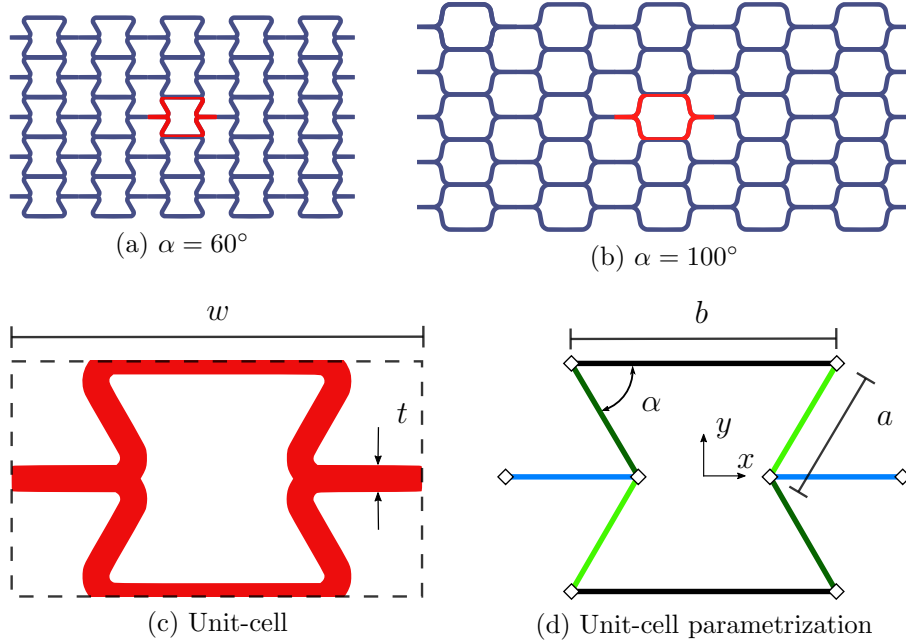 (a) α = 60°
(b) α = 100°
w
t
(c) Unit-cell
b
α
a
y
x
(d) Unit-cell parametrization